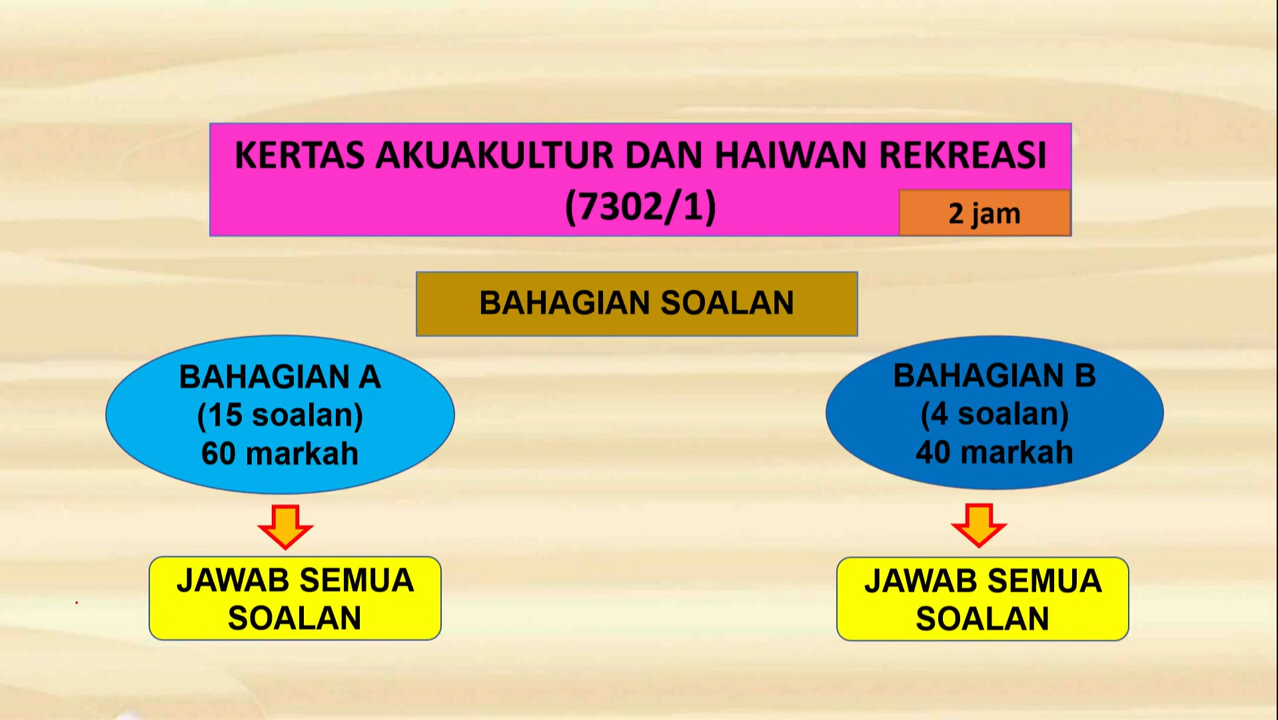 KERTAS AKUAKULTUR DAN HAIWAN REKREASI
(7302/1)
2 jam
BAHAGIAN SOALAN
BAHAGIAN A
(15 soalan)
60 markah
BAHAGIAN B
(4 soalan)
40 markah
JAWAB SEMUA
SOALAN
JAWAB SEMUA
SOALAN